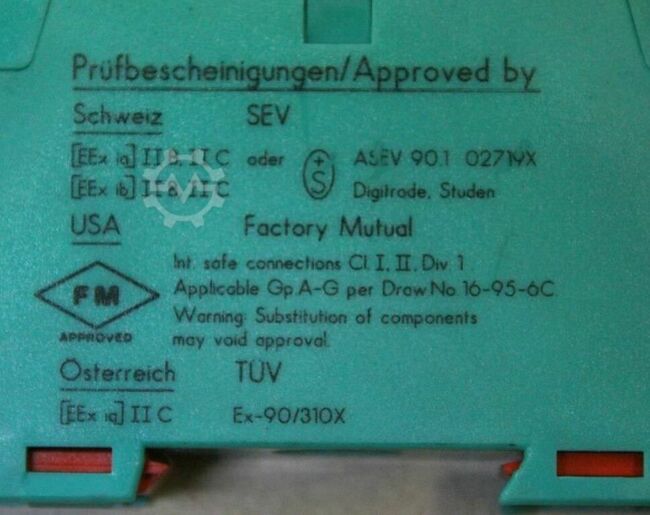 Prüfbescheinigungen/Approved by
Schweiz SEV
[EEx ia] II B, II C oder + S ASEV 90.1 02719X
[EEx ib] II B, II C Digitrade, Studen
USA Factory Mutual
Int. safe connections Cl. I, II, Div. 1
FM Applicable Gp. A-G per Draw No. 16-95-6C
Warning: Substitution of components
APPROVED may void approval.
Österreich TÜV
[EEx ia] II C Ex-90/310X